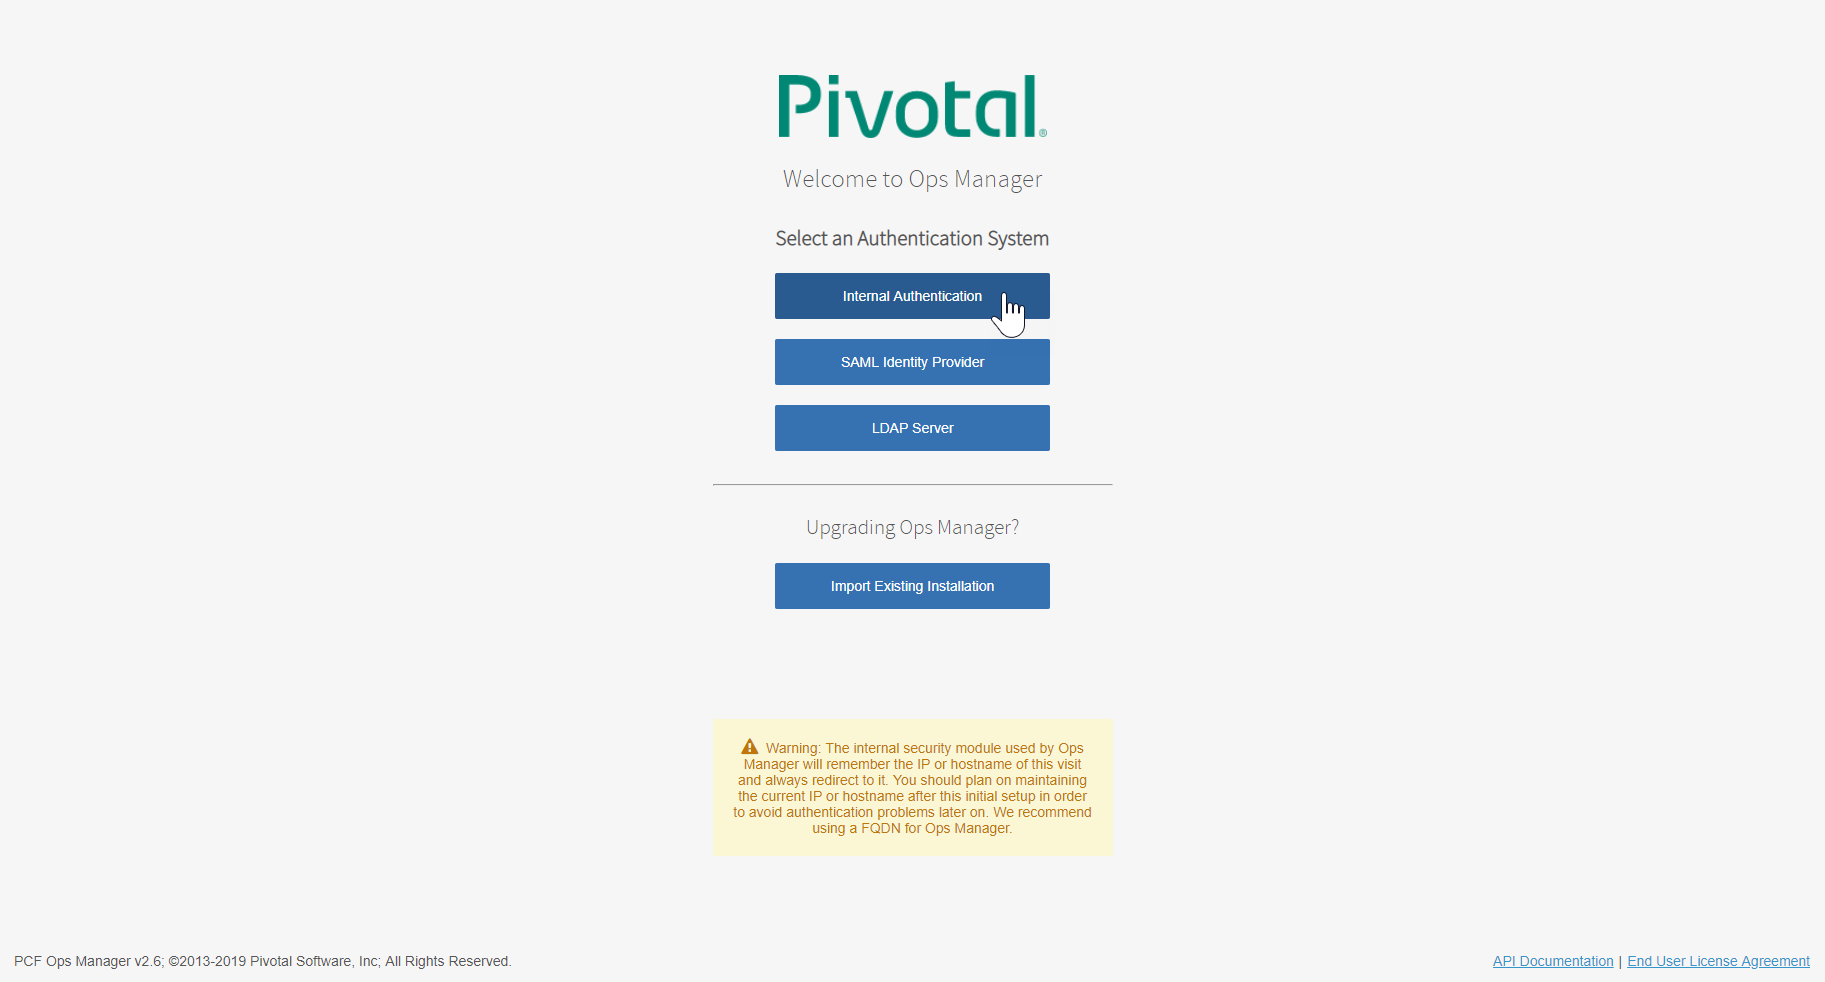 Pivotal®
Welcome to Ops Manager
Select an Authentication System
Internal Authentication
SAML Identity Provider
LDAP Server
Upgrading Ops Manager?
Import Existing Installation
Warning: The internal security module used by Ops
Manager will remember the IP or hostname of this visit
and always redirect to it. You should plan on maintaining
the current IP or hostname after this initial setup in order
to avoid authentication problems later on. We recommend
using a FQDN for Ops Manager.
PCF Ops Manager v2.6; ©2013-2019 Pivotal Software, Inc; All Rights Reserved.
API Documentation | End User License Agreement